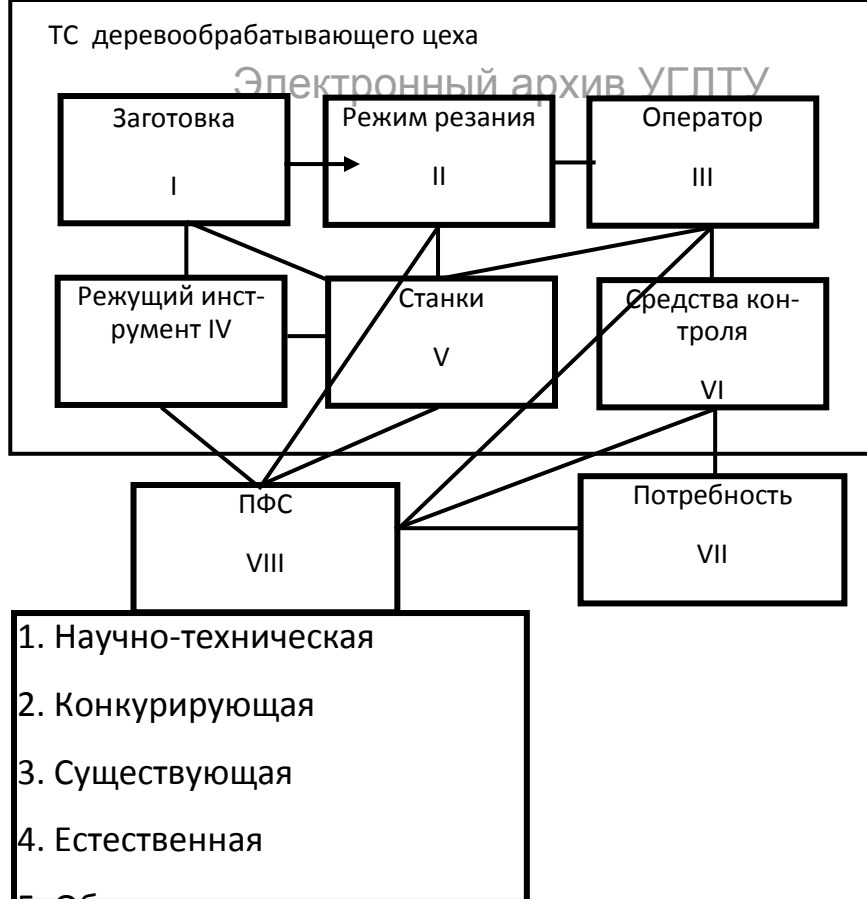 ТС деревообрабатывающего цеха
Электронный архив УГЛТУ
Заготовка
I
Режим резания
II
Оператор
III
Режущий инст-
румент IV
Станки
V
Средства кон-
троля
VI
ПФС
VIII
Потребность
VII
1. Научно-техническая
2. Конкурирующая
3. Существующая
4. Естественная